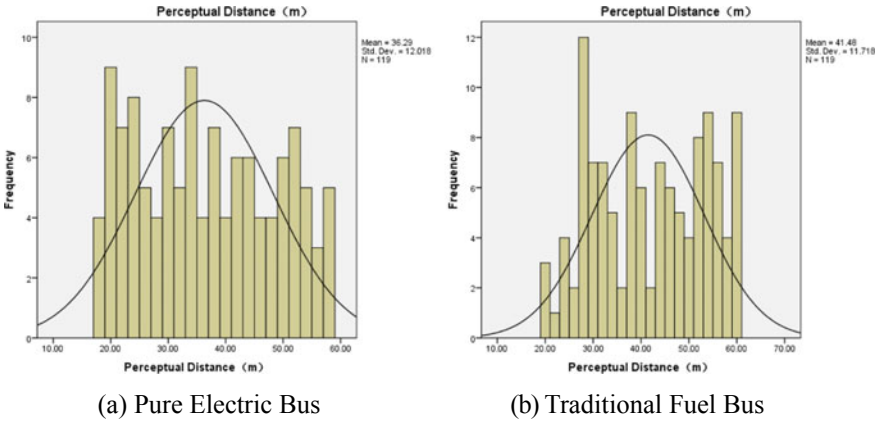 Perceptual Distance（m）
Mean = 36.29
Std. Dev. = 12.018
N = 119
10
8
6
4
2
0
Frequency
10.00 20.00 30.00 40.00 50.00 60.00
Perceptual Distance（m）
(a) Pure Electric Bus
Perceptual Distance（m）
Mean = 41.48
Std. Dev. = 11.718
N = 119
12
10
8
6
4
2
0
Frequency
10.00 20.00 30.00 40.00 50.00 60.00 70.00
Perceptual Distance（m）
(b) Traditional Fuel Bus